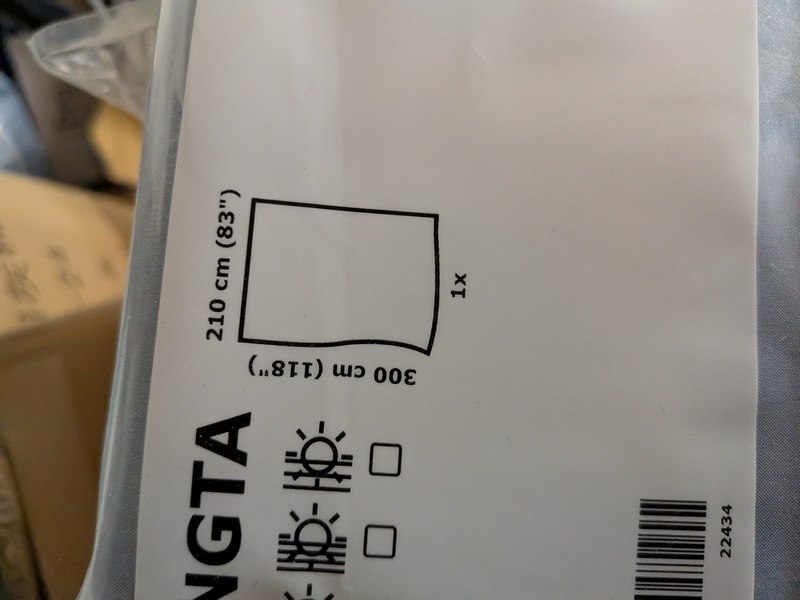 210 cm (83")
300 cm (118")
1x
NGTA
22434